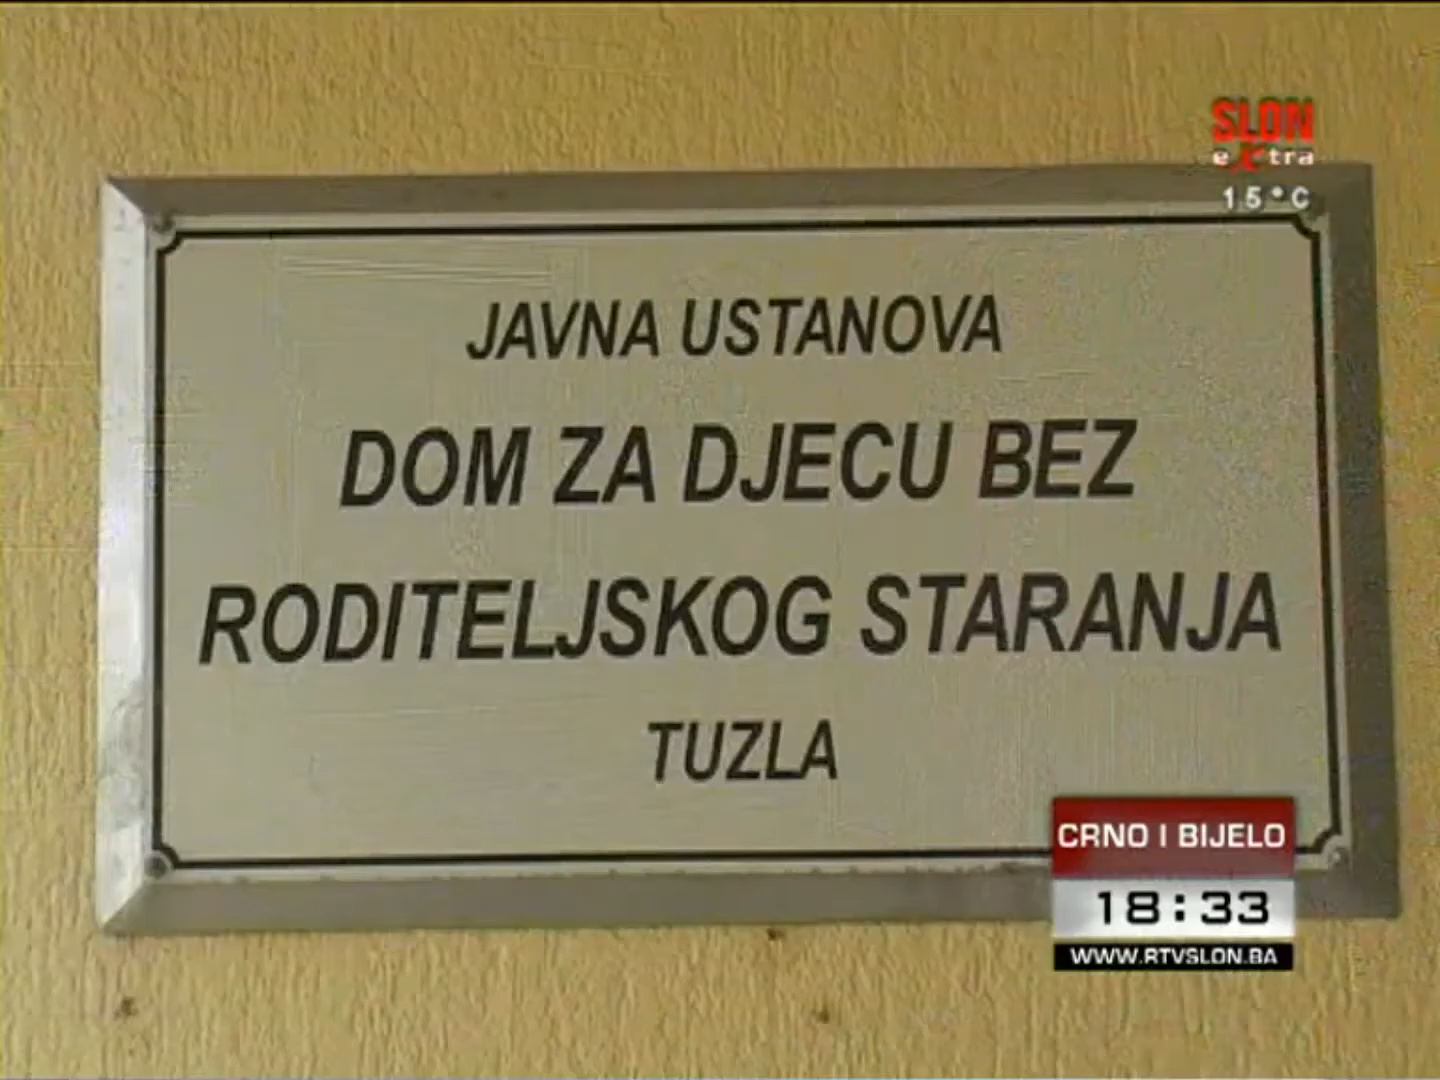 SLON
extra
15°C
JAVNA USTANOVA
DOM ZA DJECU BEZ
RODITELJSKOG STARANJA
TUZLA
CRNO I BIJELO
18:33
WWW.RTVSLON.BA